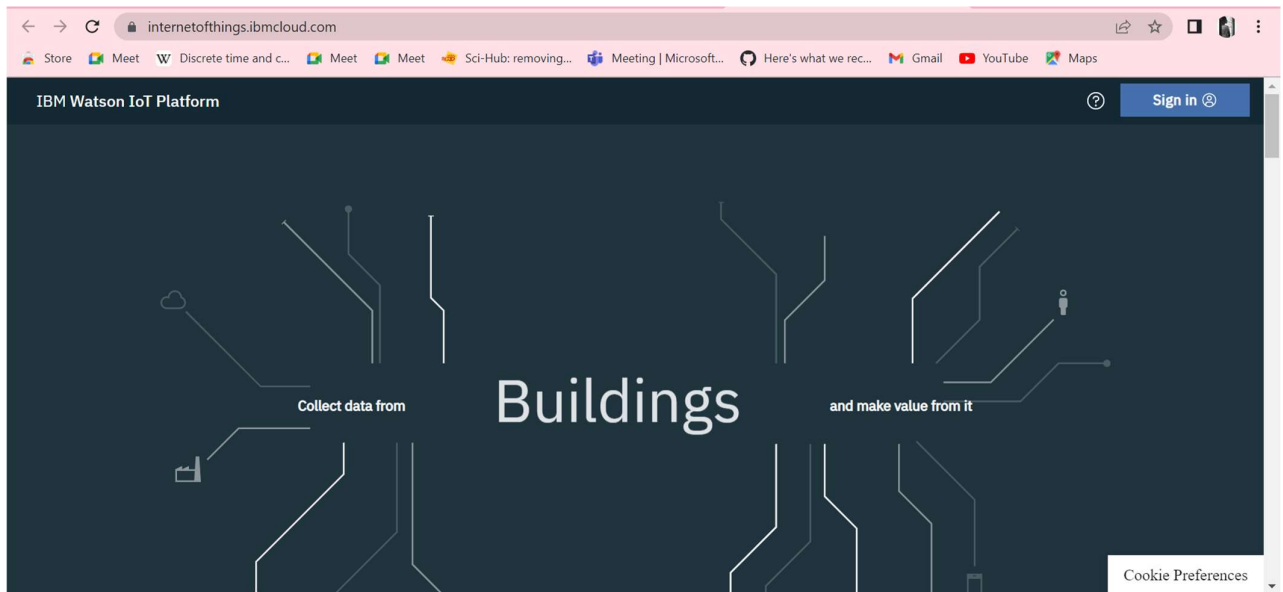 internetofthings.ibmcloud.com
Store Meet W Discrete time and c... Meet Meet Sci-Hub: removing... Meeting | Microsoft... Here's what we rec... Gmail YouTube Maps
IBM Watson IoT Platform ? Sign in
Collect data from Buildings and make value from it
Cookie Preferences